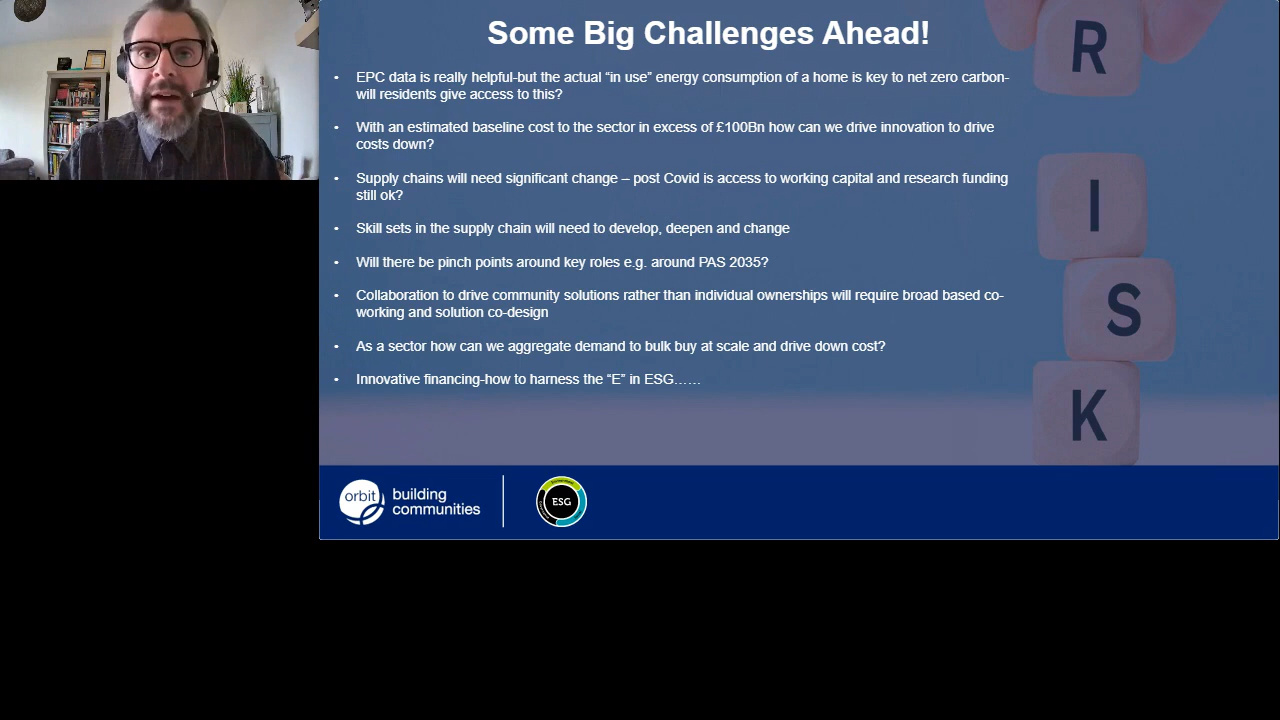 Some Big Challenges Ahead!
• EPC data is really helpful-but the actual “in use” energy consumption of a home is key to net zero carbon-
will residents give access to this?
• With an estimated baseline cost to the sector in excess of £100Bn how can we drive innovation to drive
costs down?
• Supply chains will need significant change – post Covid is access to working capital and research funding
still ok?
• Skill sets in the supply chain will need to develop, deepen and change
• Will there be pinch points around key roles e.g. around PAS 2035?
• Collaboration to drive community solutions rather than individual ownerships will require broad based co-
working and solution co-design
• As a sector how can we aggregate demand to bulk buy at scale and drive down cost?
• Innovative financing-how to harness the “E” in ESG……
R
I
S
K
orbit
building
communities
ESG